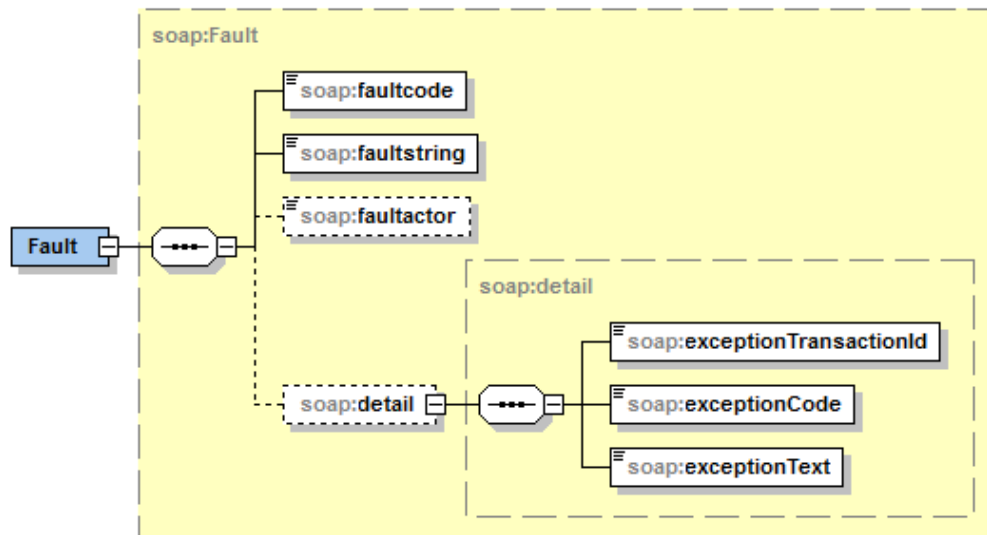 soap:Fault
soap:faultcode
soap:faultstring
soap:faultactor
Fault
soap:detail
soap:exceptionTransactionId
soap:detail
soap:exceptionCode
soap:exceptionText